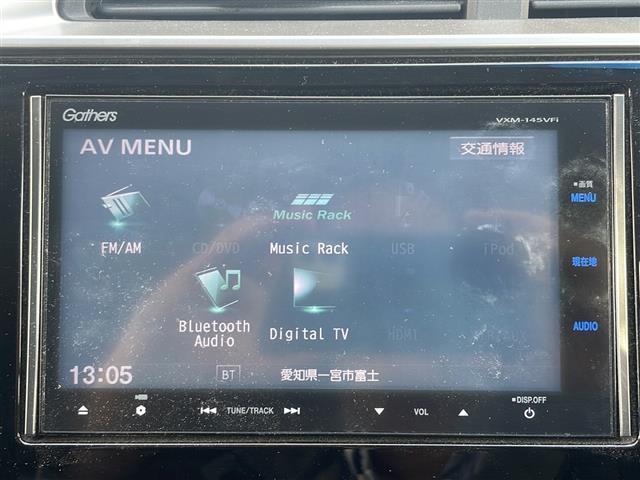 Gathers
VXM-145VFi
AV MENU
交通情報
■画質
MENU
Music Rack
FM/AM
CD/DVD
Music Rack
USB
iPod
現在地
Bluetooth
Audio
Digital TV
HDMI
AUDIO
13:05
BT
愛知県一宮市富士
TUNE/TRACK
VOL
■DISP.OFF